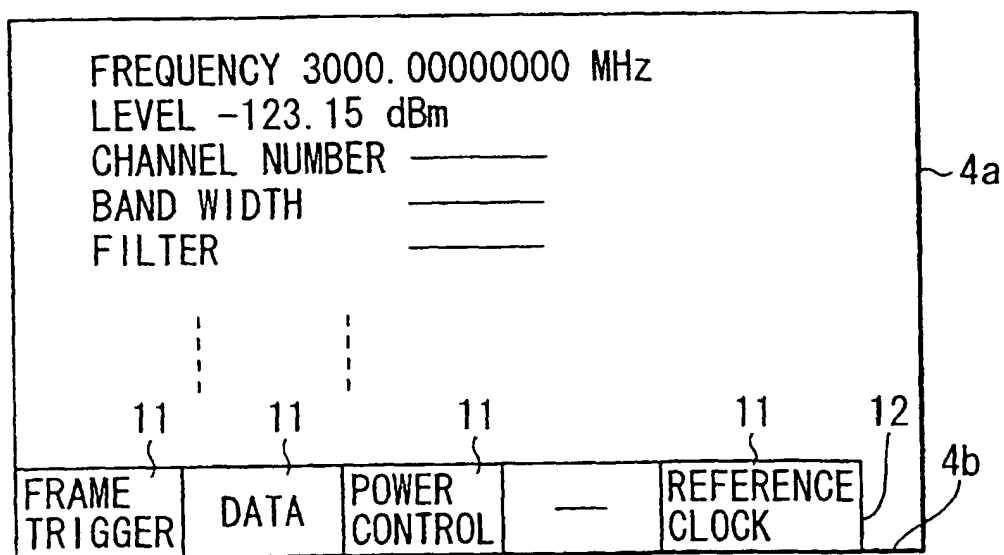 FREQUENCY 3000.00000000 MHz
LEVEL -123.15 dBm
CHANNEL NUMBER
BAND WIDTH
FILTER
4a
11 11 11 11 12
4b
FRAME TRIGGER
DATA
POWER CONTROL
—
REFERENCE CLOCK